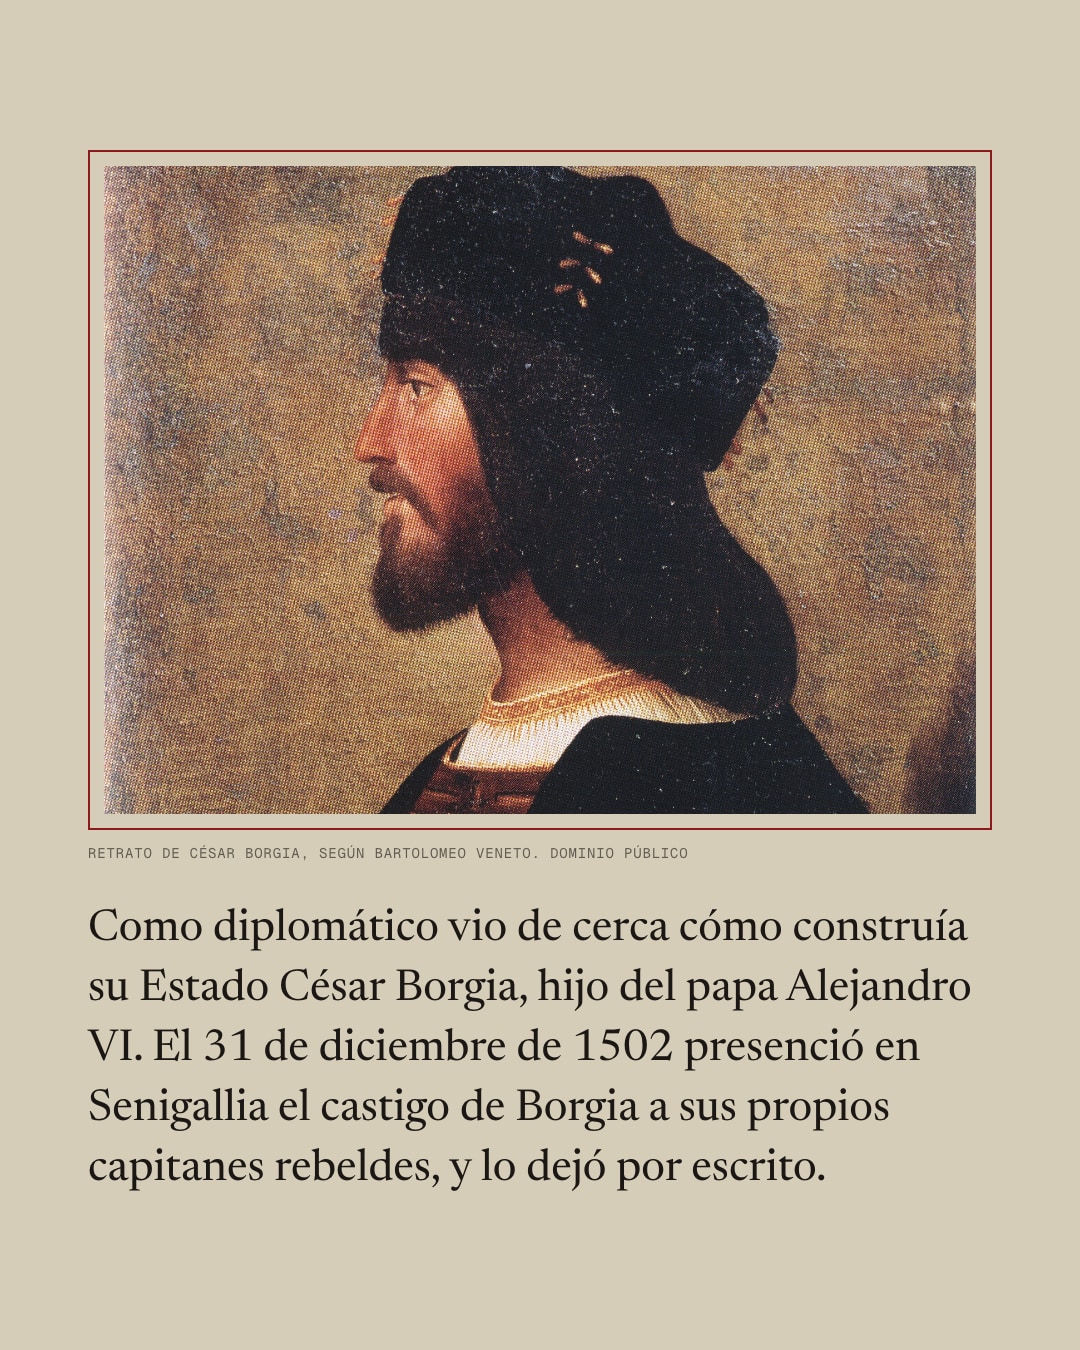 RETRATO DE CÉSAR BORGIA, SEGÚN BARTOLOMEO VENETO. DOMINIO PÚBLICO
Como diplomático vio de cerca cómo construía
su Estado César Borgia, hijo del papa Alejandro
VI. El 31 de diciembre de 1502 presenció en
Senigallia el castigo de Borgia a sus propios
capitanes rebeldes, y lo dejó por escrito.